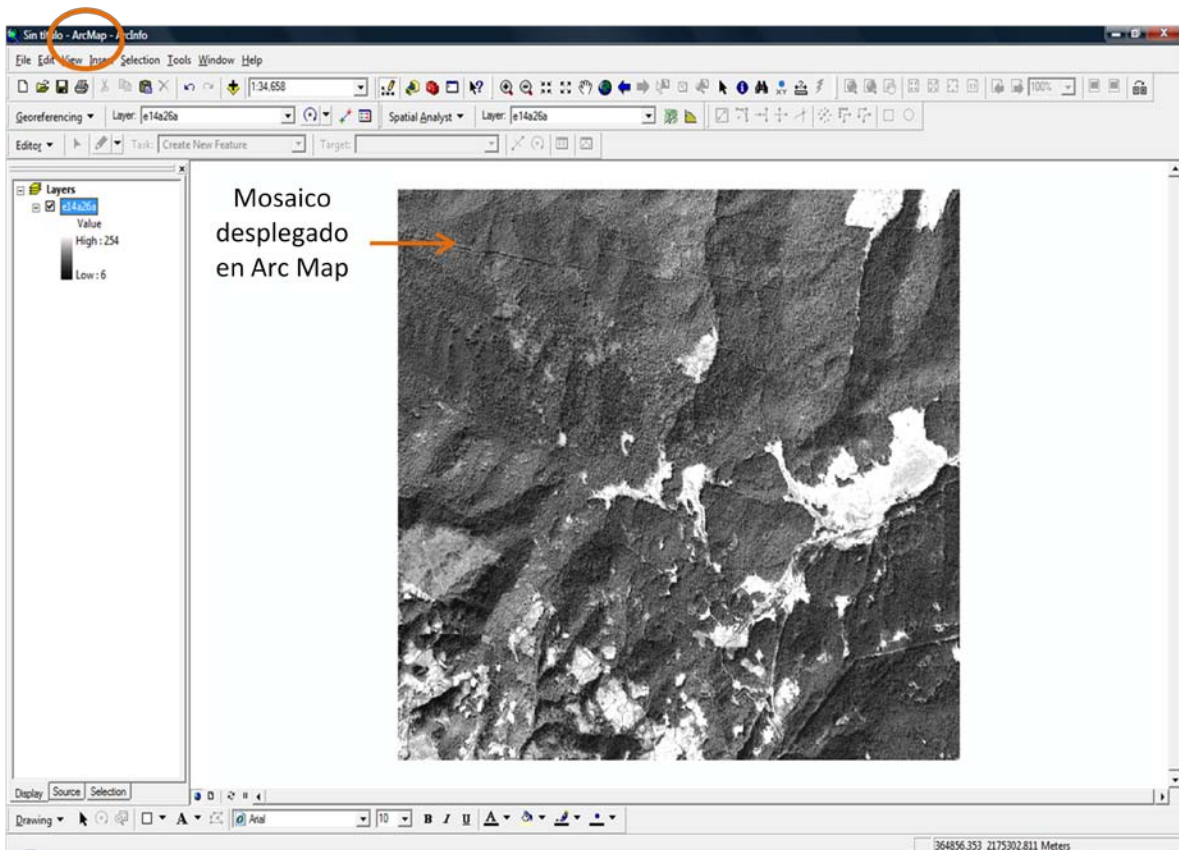 Sin título - ArcMap - ArcInfo
File Edit View Insert Selection Tools Window Help
1:34,658
100%
Georeferencing Layer: e14a26a Spatial Analyst Layer: e14a26a
Editor Task: Create New Feature Target:
Layers
e14a26a
Value
High : 254
Low : 6
Mosaico
desplegado
en Arc Map
Display Source Selection
Drawing A Arial 10 B I U A
364856.353 2175302.811 Meters